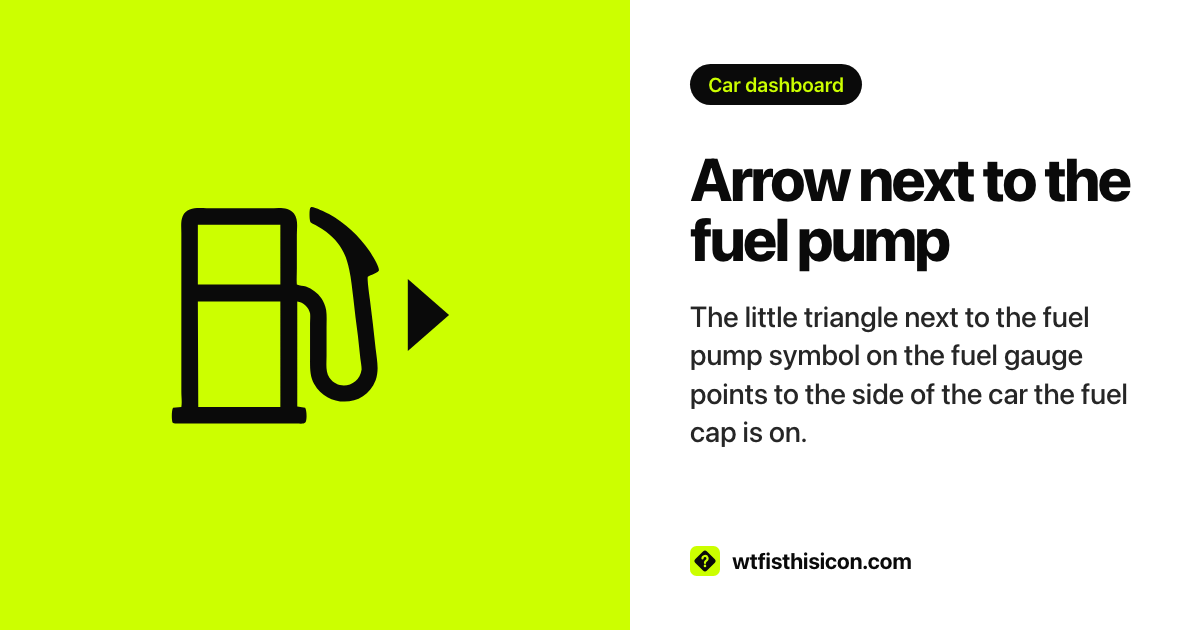 Car dashboard
Arrow next to the
fuel pump
The little triangle next to the fuel
pump symbol on the fuel gauge
points to the side of the car the fuel
cap is on.
?
wtfisthisicon.com